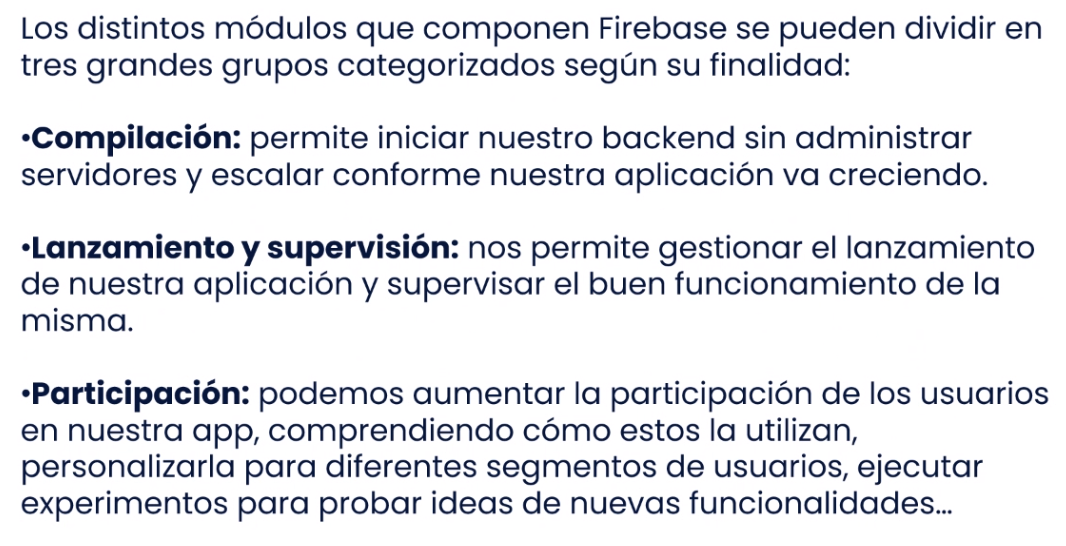 Los distintos módulos que componen Firebase se pueden dividir en
tres grandes grupos categorizados según su finalidad:
•Compilación: permite iniciar nuestro backend sin administrar
servidores y escalar conforme nuestra aplicación va creciendo.
•Lanzamiento y supervisión: nos permite gestionar el lanzamiento
de nuestra aplicación y supervisar el buen funcionamiento de la
misma.
•Participación: podemos aumentar la participación de los usuarios
en nuestra app, comprendiendo cómo estos la utilizan,
personalizarla para diferentes segmentos de usuarios, ejecutar
experimentos para probar ideas de nuevas funcionalidades...